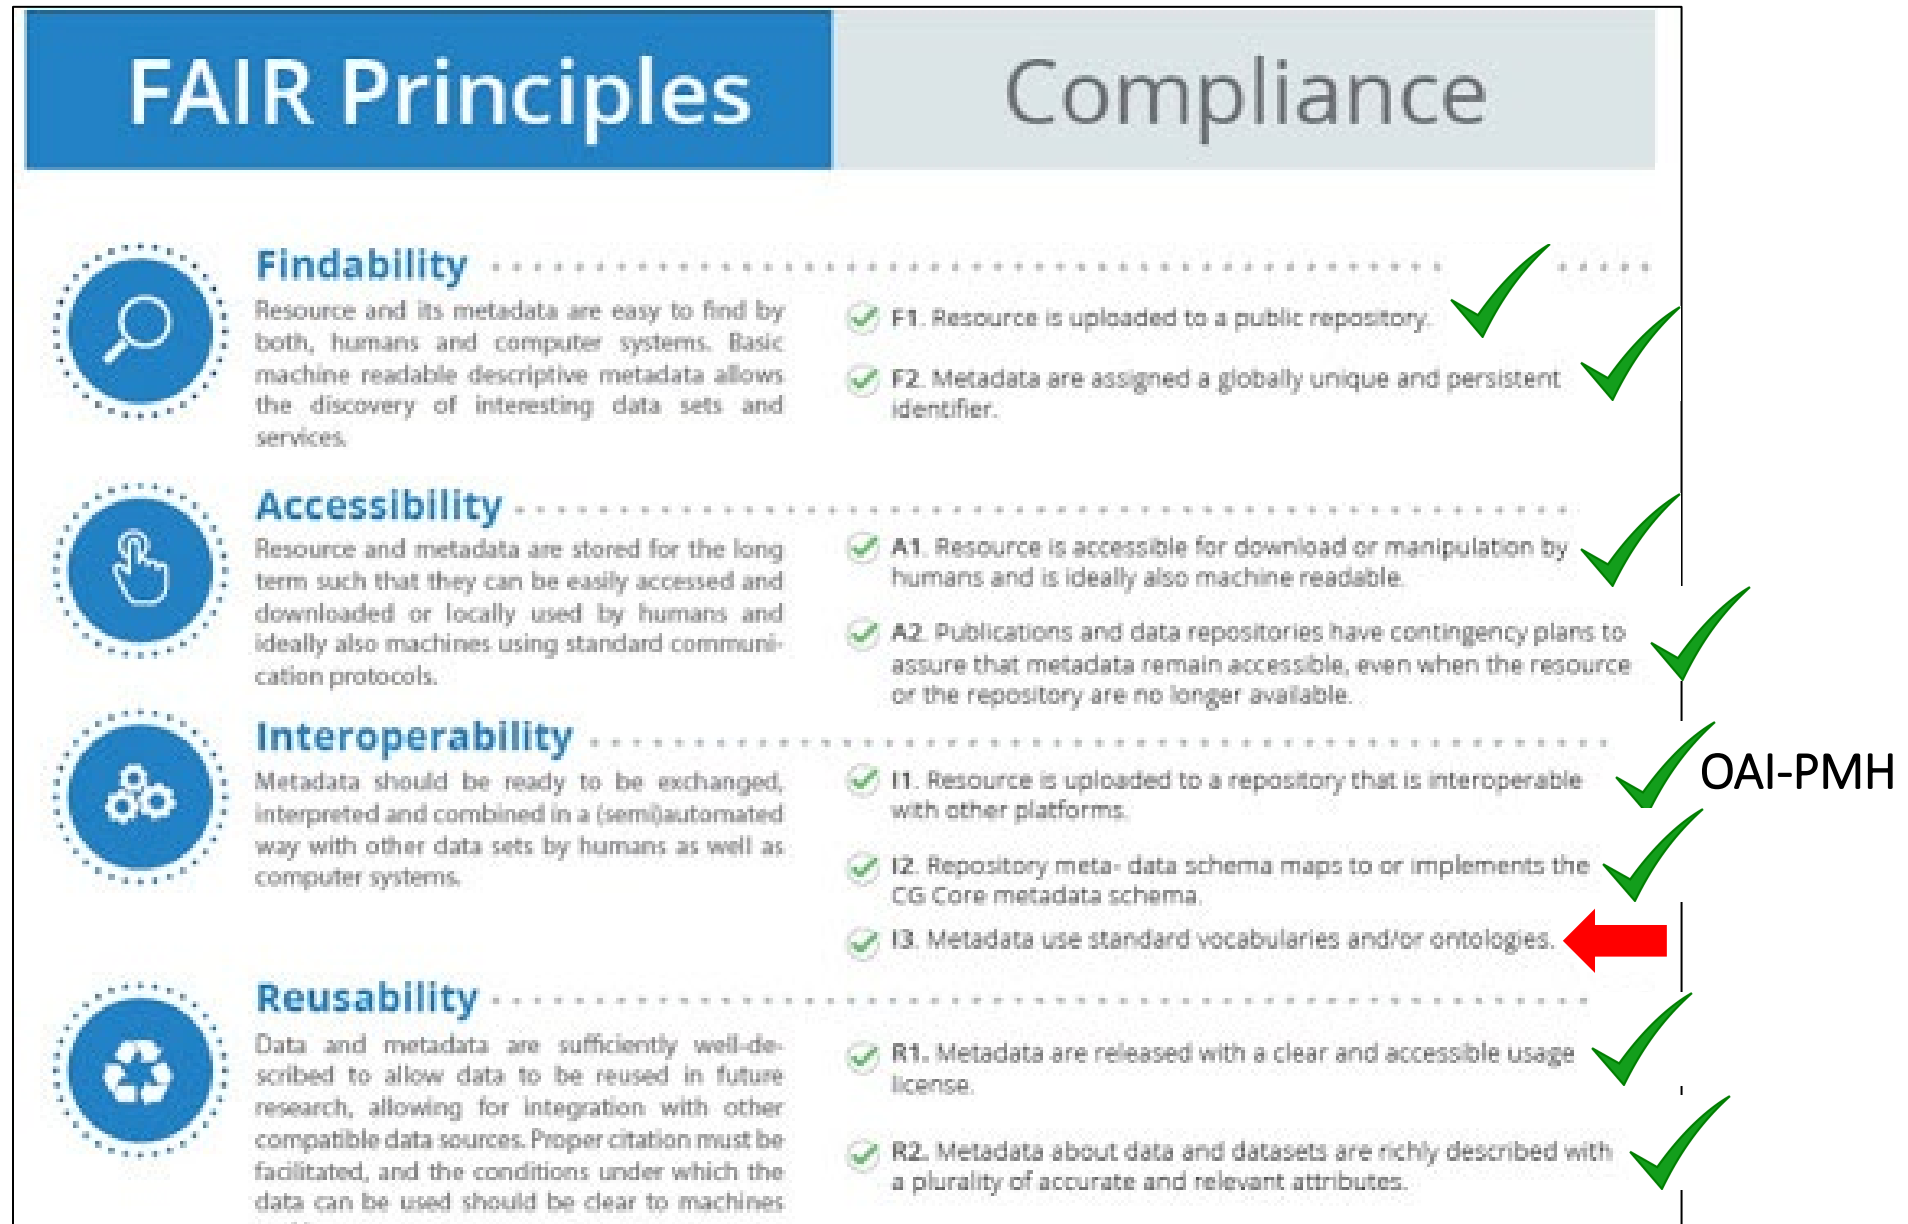 FAIR Principles
Compliance
Findability
Resource and its metadata are easy to find by
both, humans and computer systems. Basic
machine readable descriptive metadata allows
the discovery of interesting data sets and
services.
F1. Resource is uploaded to a public repository.
F2. Metadata are assigned a globally unique and persistent
identifier.
Accessibility
Resource and metadata are stored for the long
term such that they can be easily accessed and
downloaded or locally used by humans and
ideally also machines using standard communi-
cation protocols.
A1. Resource is accessible for download or manipulation by
humans and is ideally also machine readable.
A2. Publications and data repositories have contingency plans to
assure that metadata remain accessible, even when the resource
or the repository are no longer available.
Interoperability
Metadata should be ready to be exchanged,
interpreted and combined in a (semi)automated
way with other data sets by humans as well as
computer systems.
I1. Resource is uploaded to a repository that is interoperable
with other platforms.
OAI-PMH
I2. Repository meta- data schema maps to or implements the
CG Core metadata schema.
I3. Metadata use standard vocabularies and/or ontologies.
Reusability
Data and metadata are sufficiently well-de-
scribed to allow data to be reused in future
research, allowing for integration with other
compatible data sources. Proper citation must be
facilitated, and the conditions under which the
data can be used should be clear to machines
R1. Metadata are released with a clear and accessible usage
license.
R2. Metadata about data and datasets are richly described with
a plurality of accurate and relevant attributes.